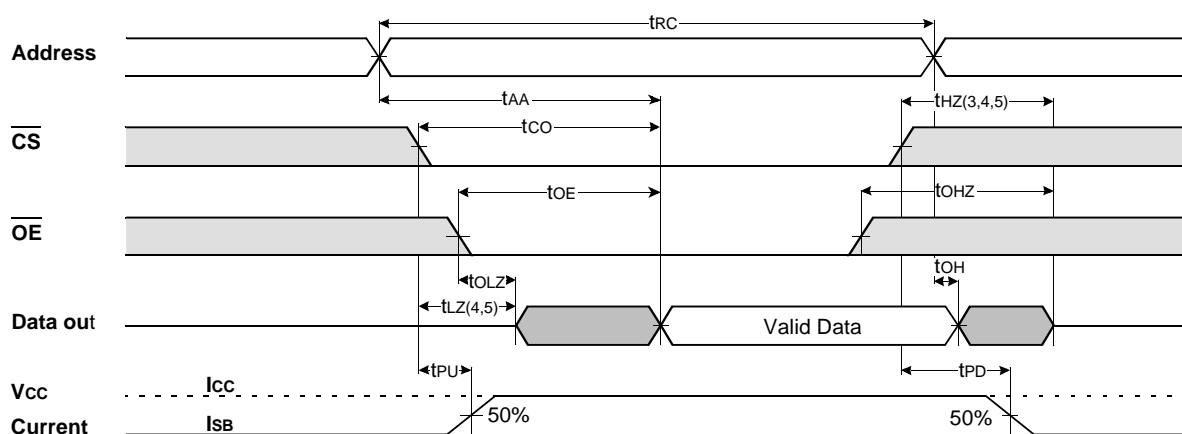 tRC
Address
tAA
tHZ(3,4,5)
tCO
CS
tOE
tOHZ
OE
tOH
tOLZ
tLZ(4,5)
Data out
Valid Data
tPU
tPD
VCC
ICC
50%
50%
Current
ISB